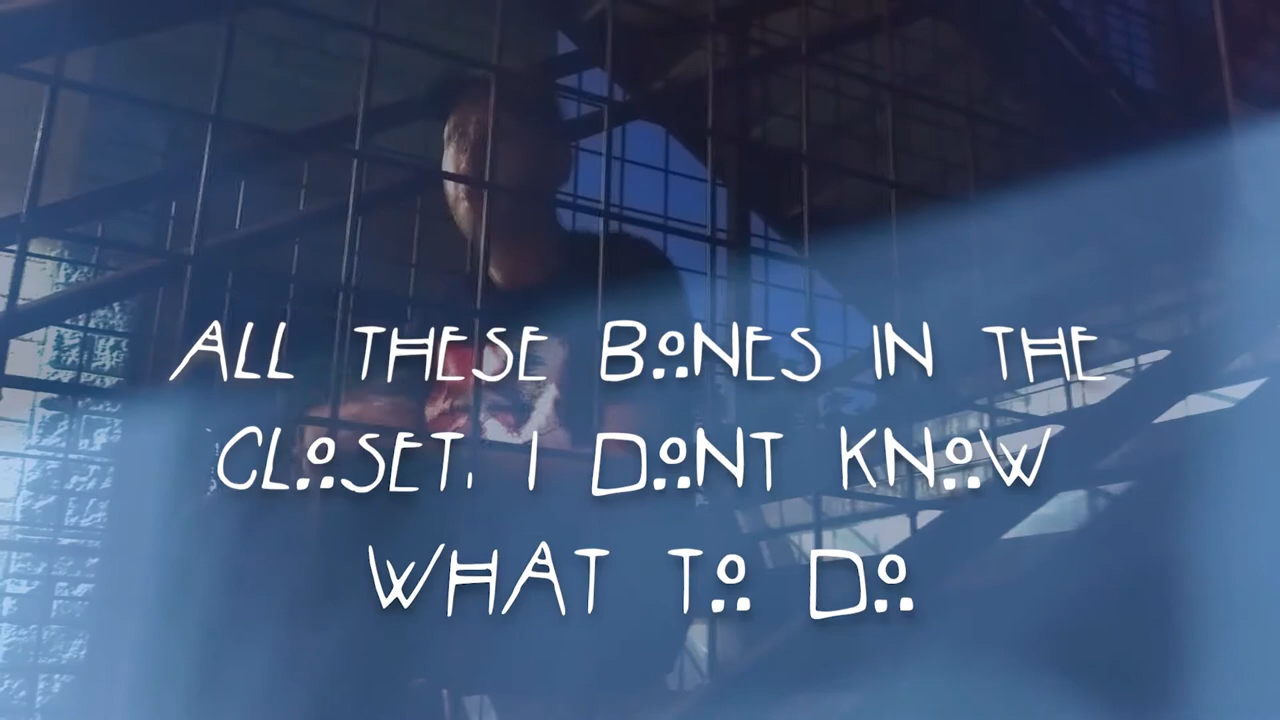 ALL THESE BONES IN THE
CLOSET, I DONT KNOW
WHAT TO DO